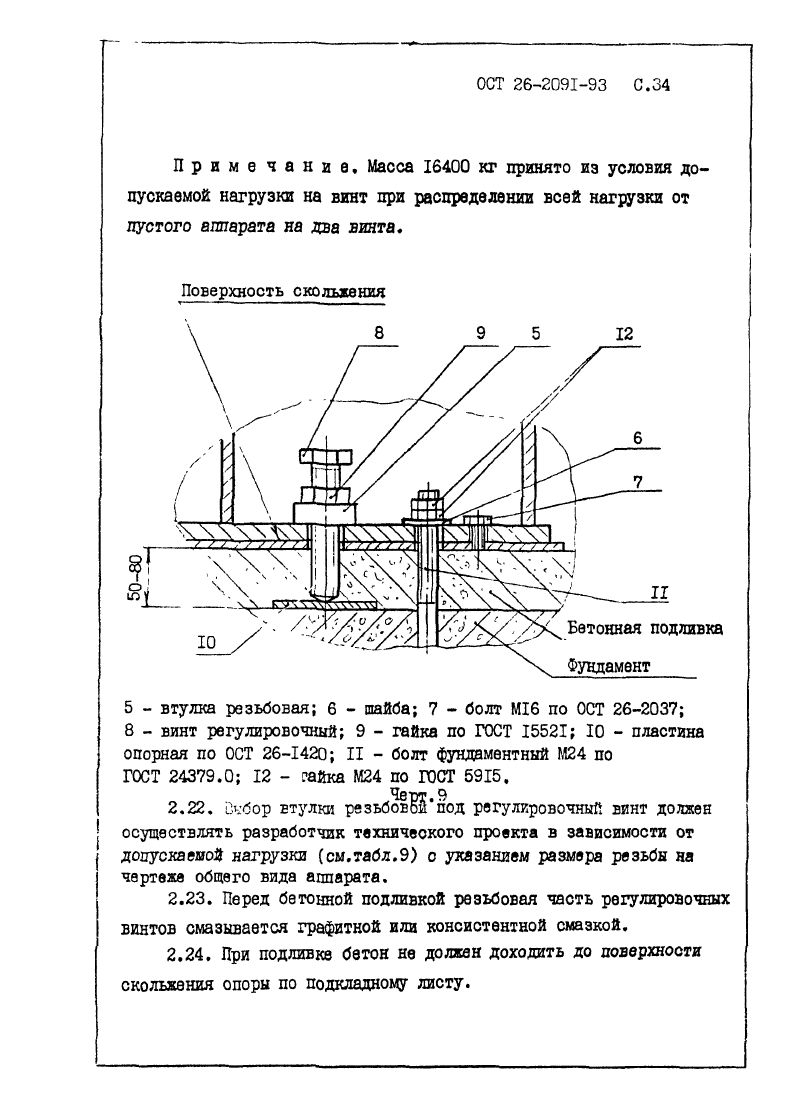 ОСТ 26-2091-93 С.34
П р и м е ч а н и е. Масса 16400 кг принято из условия до-
пускаемой нагрузки на винт при распределении всей нагрузки от
пустого аппарата на два винта.
Поверхность скольжения
8 9 5 12
6
7
50-80
11
10
Бетонная подливка
Фундамент
5 - втулка резьбовая; 6 - шайба; 7 - болт М16 по ОСТ 26-2037;
8 - винт регулировочный; 9 - гайка по ГОСТ 15521; 10 - пластина
опорная по ОСТ 26-1420; 11 - болт фундаментный М24 по
ГОСТ 24379.0; 12 - гайка М24 по ГОСТ 5915.
Черт.9
2.22. Выбор втулки резьбовой под регулировочный винт должен
осуществлять разработчик технического проекта в зависимости от
допускаемой нагрузки (см.табл.9) с указанием размера резьбы на
чертеже общего вида аппарата.
2.23. Перед бетонной подливкой резьбовая часть регулировочных
винтов смазывается графитной или консистентной смазкой.
2.24. При подливке бетон не должен доходить до поверхности
скольжения опоры по подкладному листу.